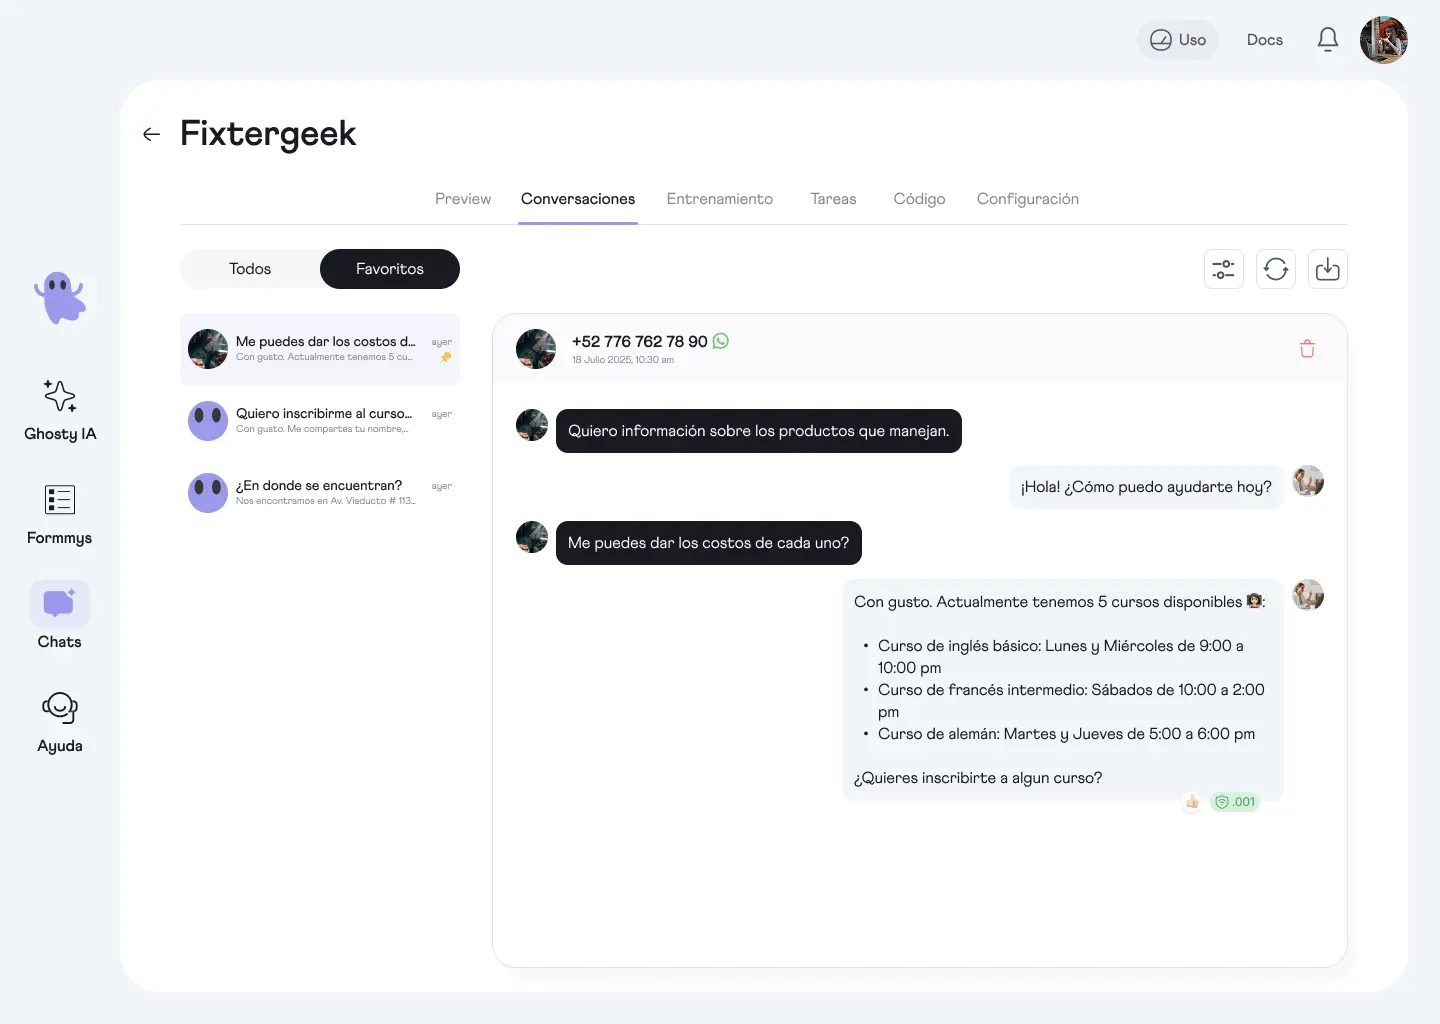 Uso
Docs
Fixtergeek
Preview
Conversaciones
Entrenamiento
Tareas
Código
Configuración
Todos
Favoritos
Ghosty IA
Formmys
Chats
Ayuda
Me puedes dar los costos d...
ayer
Con gusto. Actualmente tenemos 5 cu...
Quiero inscribirme al curso...
ayer
Con gusto. Me compartes tu nombre,...
¿En donde se encuentran?
ayer
Nos encontramos en Av. Viaducto # 113...
+52 776 762 78 90
18 Julio 2025, 10:30 am
Quiero información sobre los productos que manejan.
¡Hola! ¿Cómo puedo ayudarte hoy?
Me puedes dar los costos de cada uno?
Con gusto. Actualmente tenemos 5 cursos disponibles 👩🏻‍🏫:
• Curso de inglés básico: Lunes y Miércoles de 9:00 a
10:00 pm
• Curso de francés intermedio: Sábados de 10:00 a 2:00
pm
• Curso de alemán: Martes y Jueves de 5:00 a 6:00 pm
¿Quieres inscribirte a algun curso?
.001